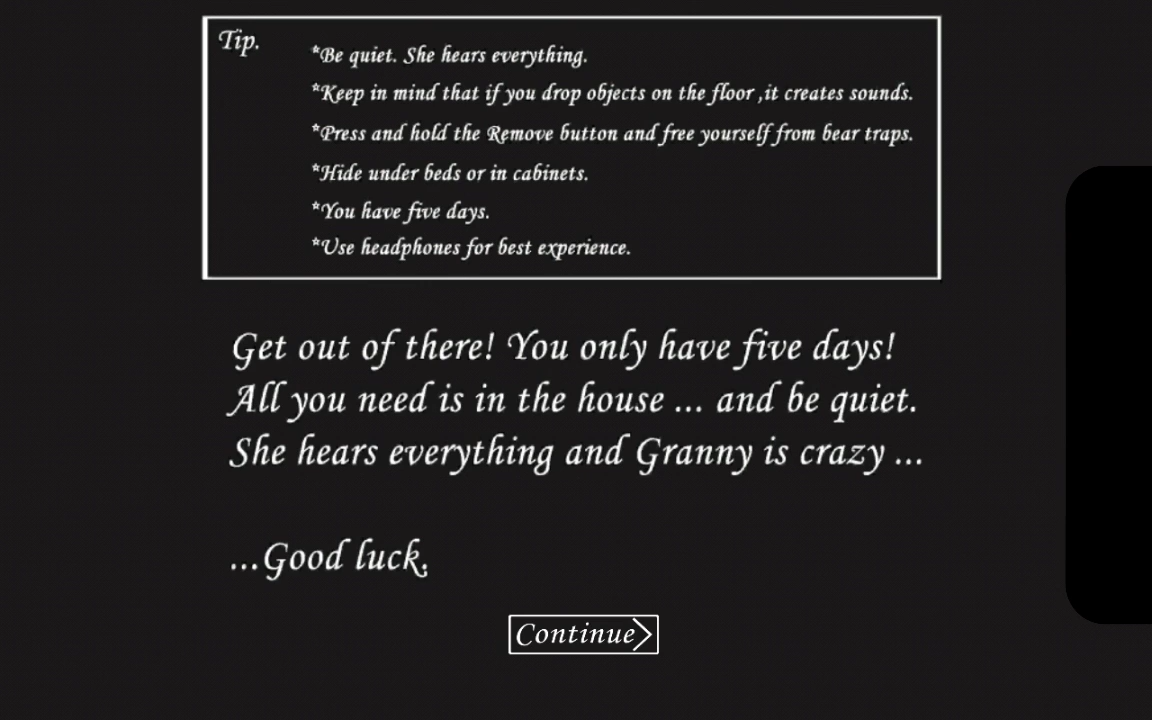 Tip.
*Be quiet. She hears everything.
*Keep in mind that if you drop objects on the floor ,it creates sounds.
*Press and hold the Remove button and free yourself from bear traps.
*Hide under beds or in cabinets.
*You have five days.
*Use headphones for best experience.
Get out of there! You only have five days!
All you need is in the house ... and be quiet.
She hears everything and Granny is crazy ...
...Good luck.
Continue